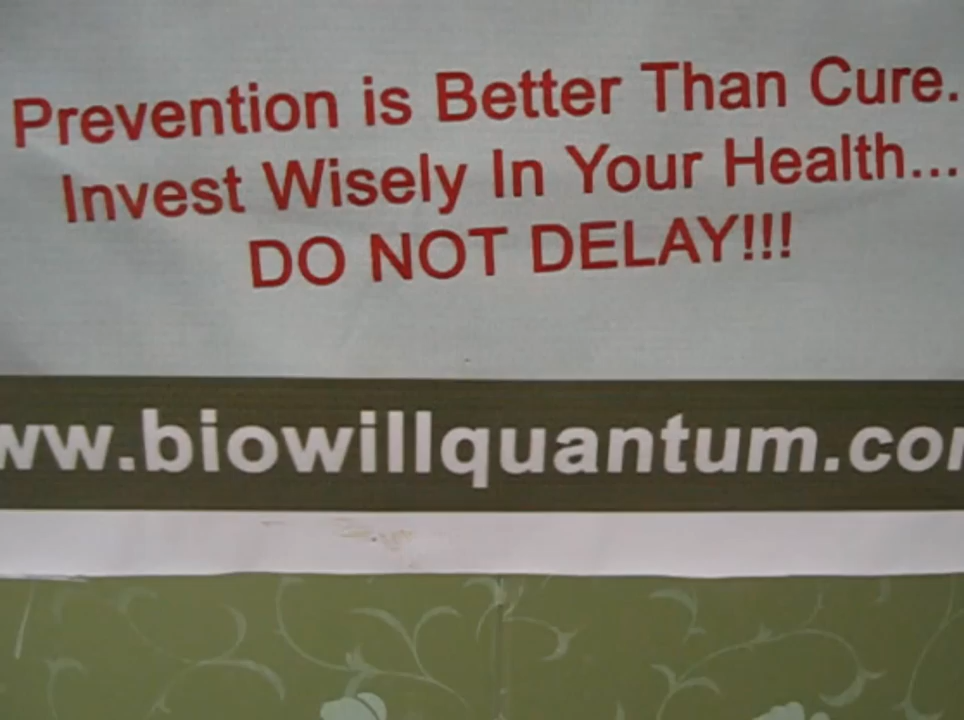 Prevention is Better Than Cure.
Invest Wisely In Your Health...
DO NOT DELAY!!!
ww.biowillquantum.co